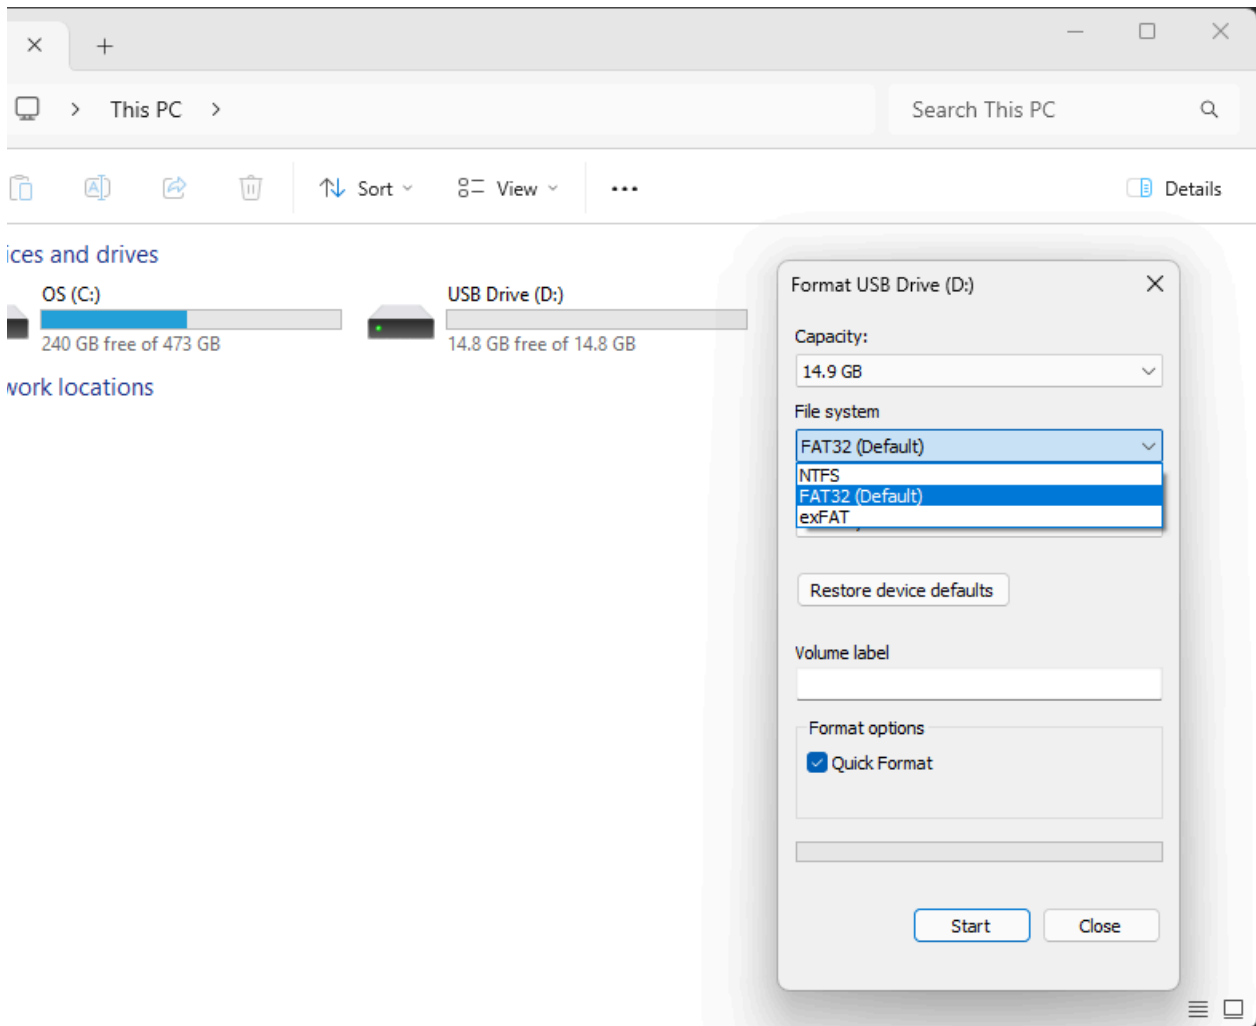 This PC
Search This PC
Sort
View
Details
ices and drives
OS (C:)
240 GB free of 473 GB
USB Drive (D:)
14.8 GB free of 14.8 GB
work locations
Format USB Drive (D:)
Capacity:
14.9 GB
File system
FAT32 (Default)
NTFS
FAT32 (Default)
exFAT
Restore device defaults
Volume label
Format options
Quick Format
Start
Close